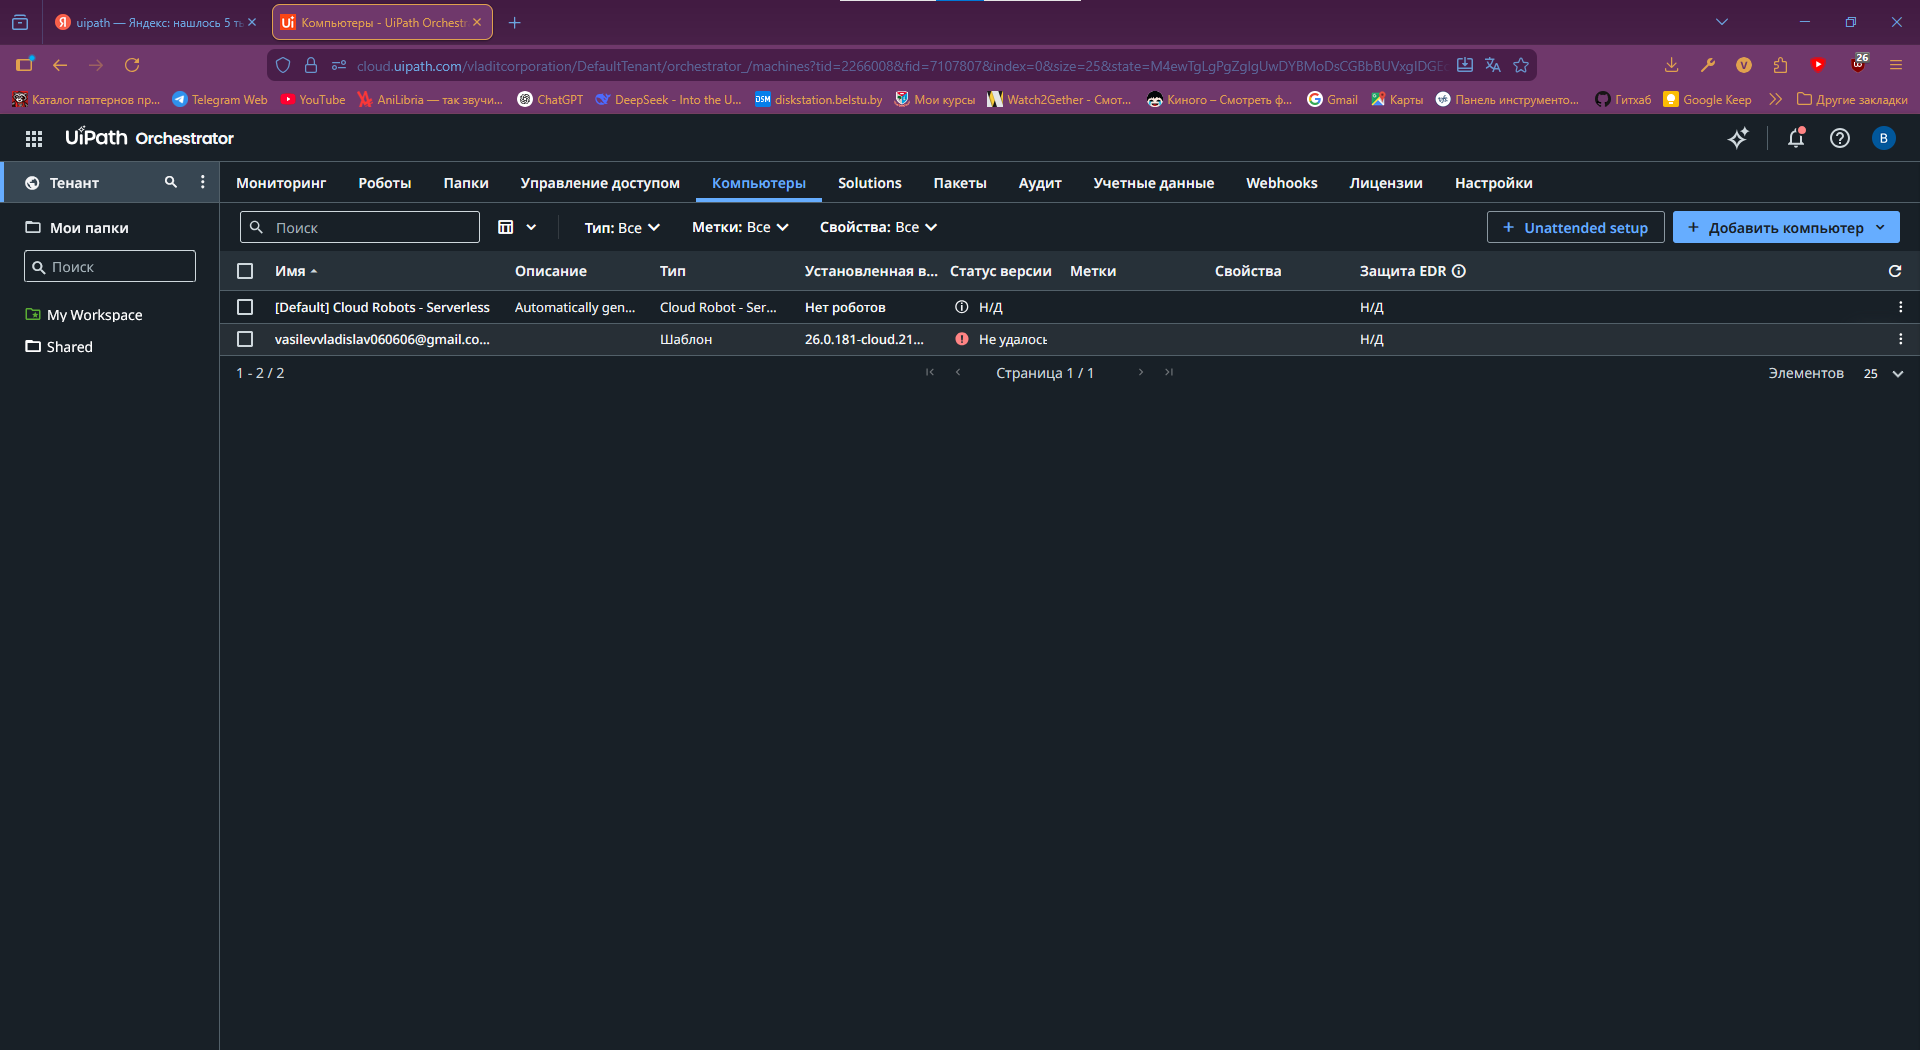 uipath — Яндекс: нашлось 5 ть
Компьютеры - UiPath Orchestr
cloud.uipath.com/vladitcorporation/DefaultTenant/orchestrator_/machines?tid=2266008&fid=7107807&index=0&size=25&state=
26
Каталог паттернов пр...
Telegram Web
YouTube
AniLibria — так звучи...
ChatGPT
DeepSeek - Into the U...
DSM diskstation.belstu.by
Мои курсы
Watch2Gether - Смот...
Киного – Смотреть ф...
Gmail
Карты
Панель инструменто...
Гитхаб
Google Keep
Другие закладки
UiPath Orchestrator
B
Тенант
Мониторинг
Роботы
Папки
Управление доступом
Компьютеры
Solutions
Пакеты
Аудит
Учетные данные
Webhooks
Лицензии
Настройки
Мои папки
Поиск
My Workspace
Shared
Поиск
Тип: Все
Метки: Все
Свойства: Все
Unattended setup
Добавить компьютер
Имя Описание Тип Установленная в... Статус версии Метки Свойства Защита EDR
[Default] Cloud Robots - Serverless Automatically gen... Cloud Robot - Ser... Нет роботов Н/Д Н/Д
vasilevvladislav060606@gmail.co... Шаблон 26.0.181-cloud.21... Не удалось Н/Д
1 - 2 / 2
Страница 1 / 1
Элементов 25